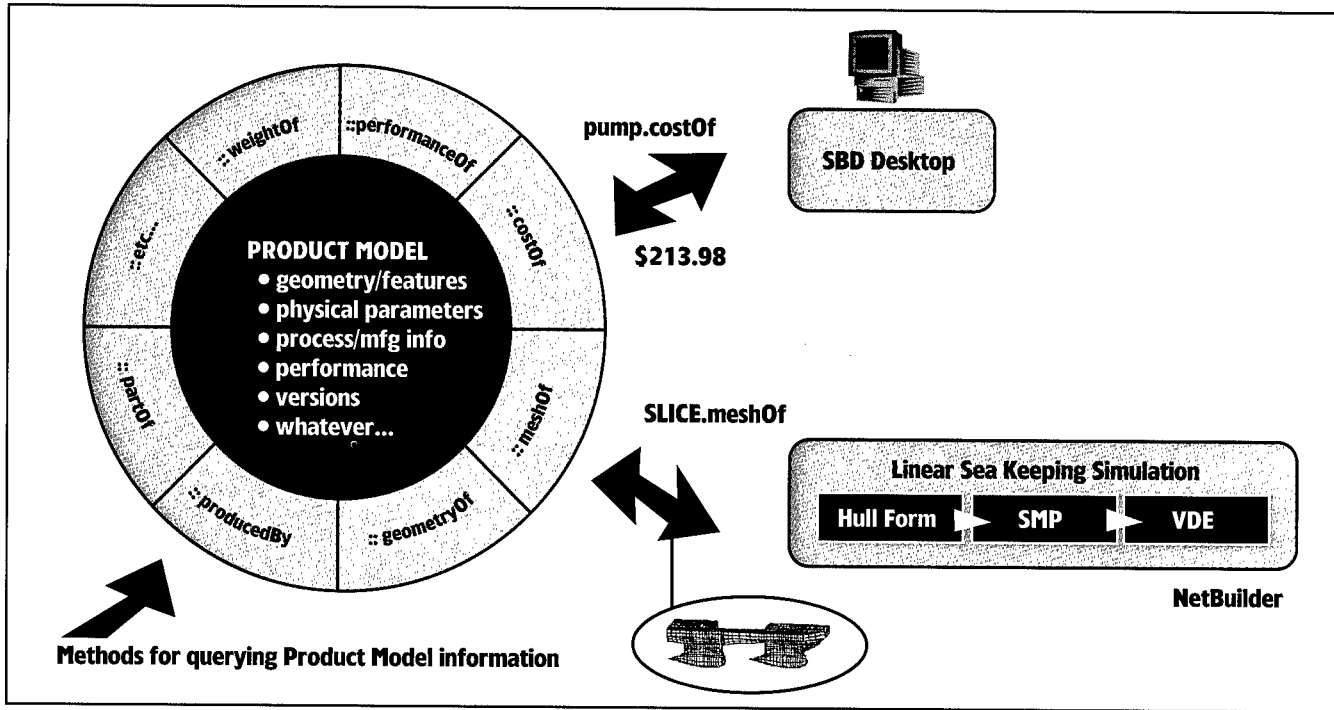 ::weightOf
::performanceOf
::costOf
::meshOf
:: geometryOf
::producedBy
:: partOf
::etc...
PRODUCT MODEL
• geometry/features
• physical parameters
• process/mfg info
• performance
• versions
• whatever...
Methods for querying Product Model information
pump.costOf
$213.98
SBD Desktop
SLICE.meshOf
Linear Sea Keeping Simulation
Hull Form
SMP
VDE
NetBuilder